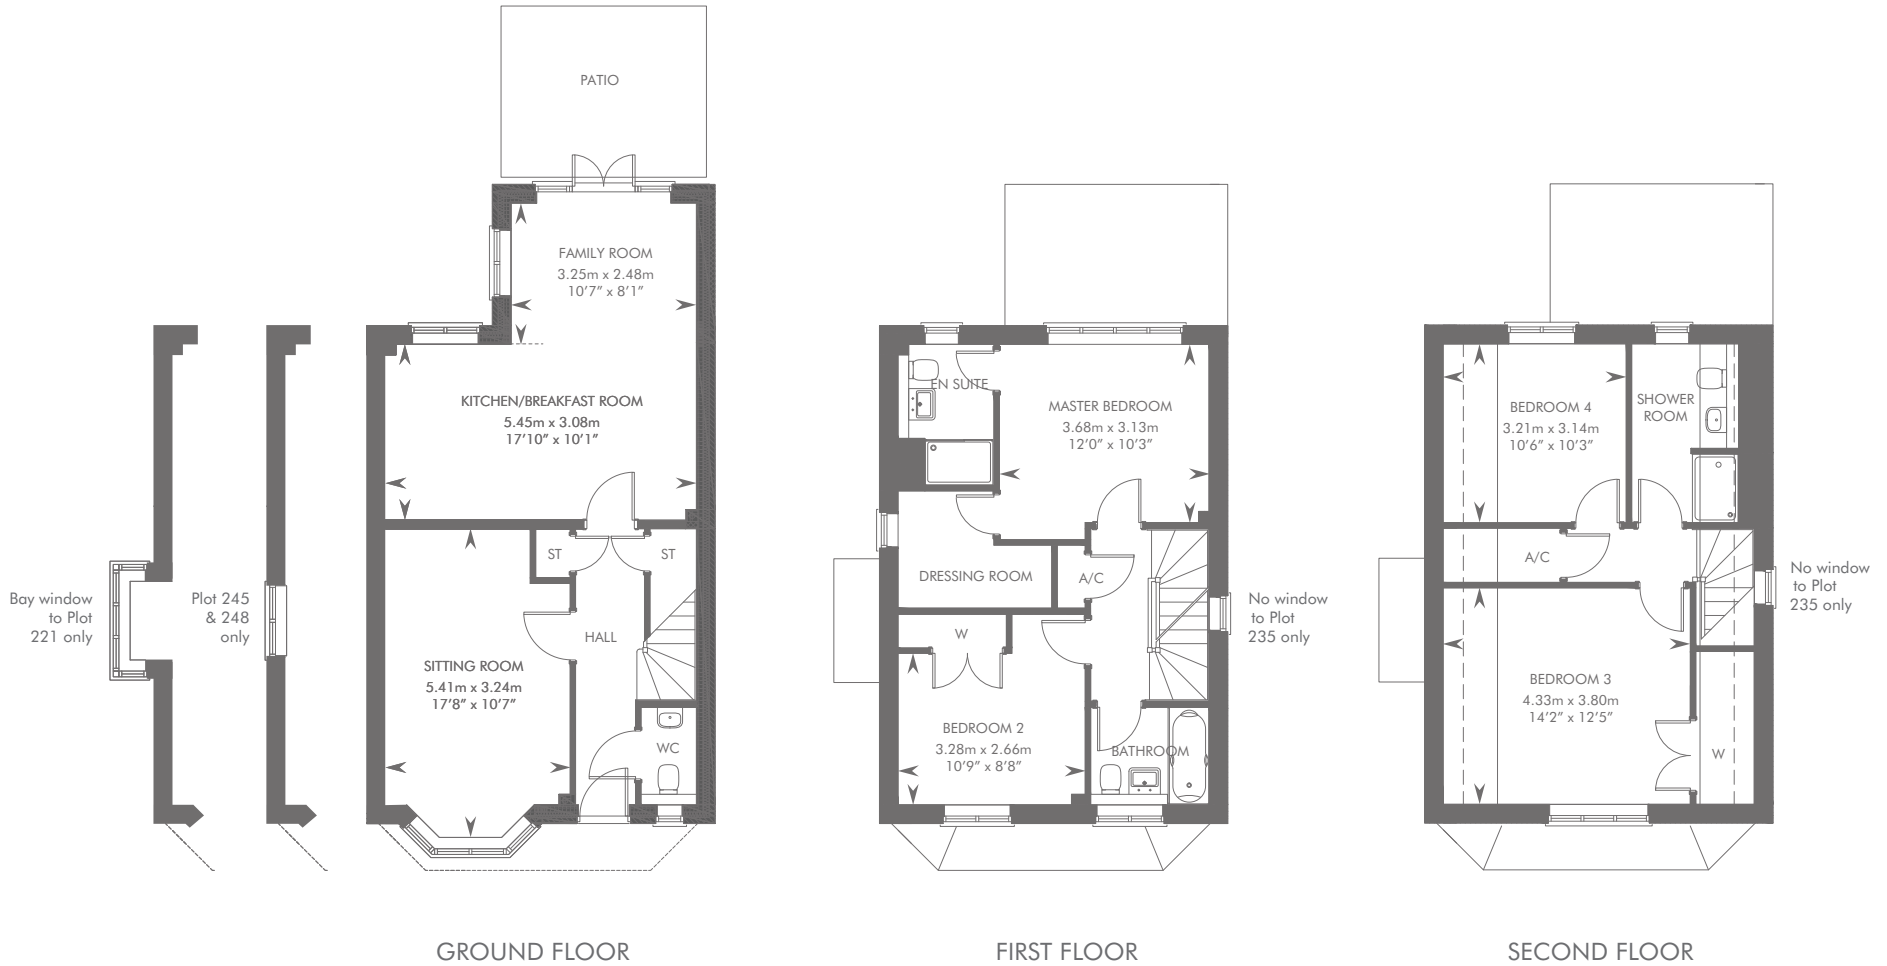 PATIO
FAMILY ROOM
3.25m x 2.48m
10’7” x 8’1”
KITCHEN/BREAKFAST ROOM
5.45m x 3.08m
17’10” x 10’1”
ST
ST
Bay window
to Plot
221 only
Plot 245
& 248
only
HALL
SITTING ROOM
5.41m x 3.24m
17’8” x 10’7”
WC
GROUND FLOOR
EN SUITE
MASTER BEDROOM
3.68m x 3.13m
12’0” x 10’3”
DRESSING ROOM
A/C
No window
to Plot
235 only
W
BEDROOM 2
3.28m x 2.66m
10’9” x 8’8”
BATHROOM
FIRST FLOOR
BEDROOM 4
3.21m x 3.14m
10’6” x 10’3”
SHOWER
ROOM
A/C
No window
to Plot
235 only
BEDROOM 3
4.33m x 3.80m
14’2” x 12’5”
W
SECOND FLOOR